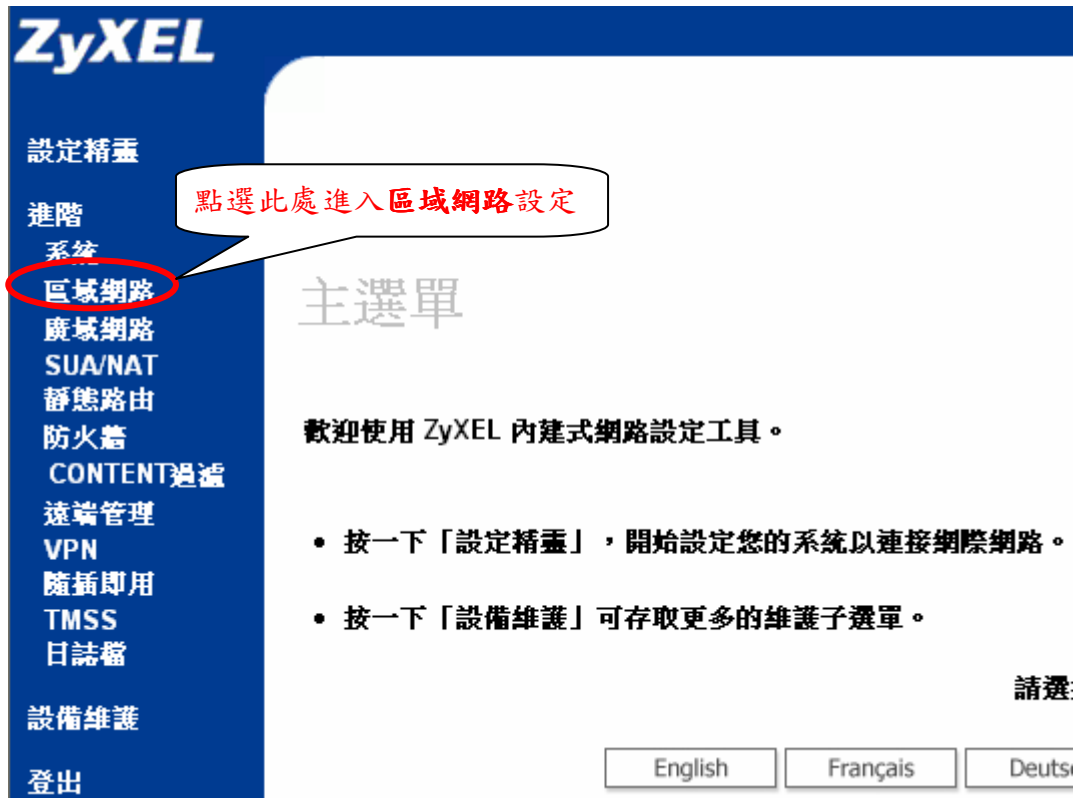 ZyXEL
設定精靈
進階
系統
區域網路
廣域網路
SUA/NAT
靜態路由
防火牆
CONTENT過濾
遠端管理
VPN
隨插即用
TMSS
日誌檔
設備維護
登出
點選此處進入區域網路設定
主選單
歡迎使用 ZyXEL 內建式網路設定工具。
• 按一下「設定精靈」，開始設定您的系統以連接網際網路。
• 按一下「設備維護」可存取更多的維護子選單。
請選
English Français Deuts